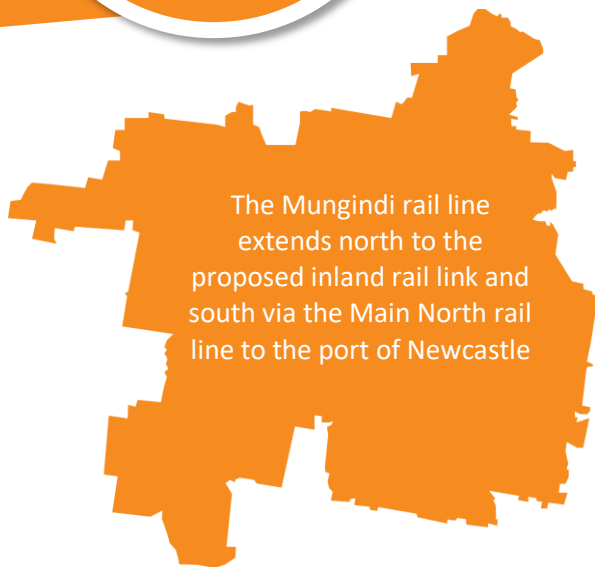 The Mungindi rail line
extends north to the
proposed inland rail link and
south via the Main North rail
line to the port of Newcastle